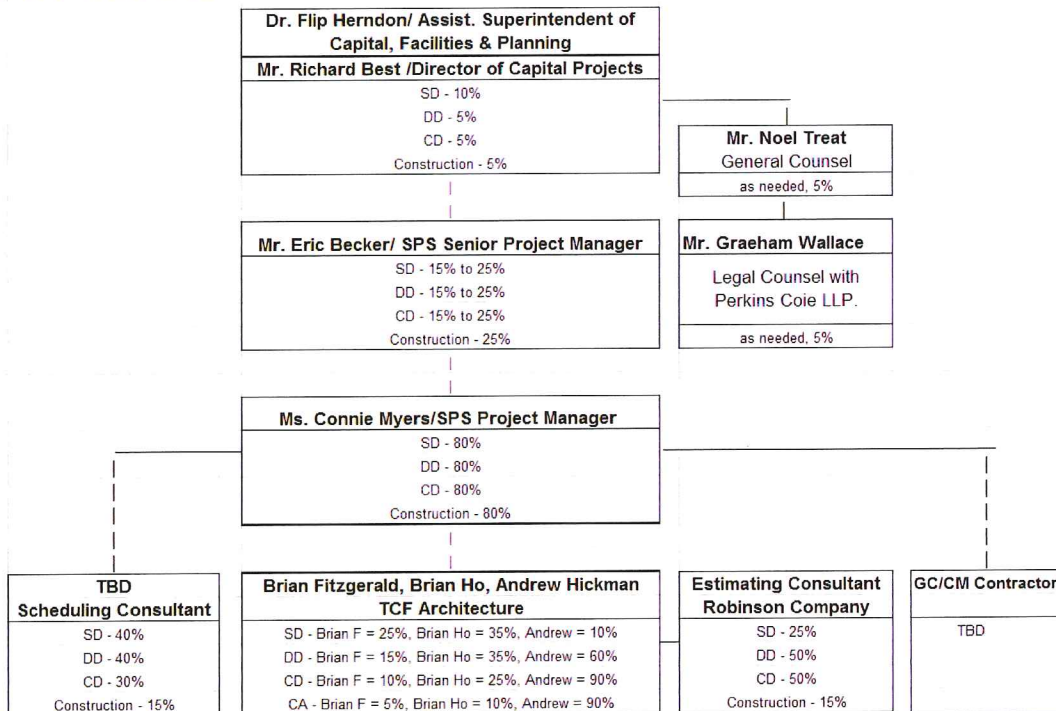 Dr. Flip Herndon/ Assist. Superintendent of
Capital, Facilities & Planning
Mr. Richard Best /Director of Capital Projects
SD - 10%
DD - 5%
CD - 5%
Construction - 5%
Mr. Noel Treat
General Counsel
as needed, 5%
Mr. Eric Becker/ SPS Senior Project Manager
SD - 15% to 25%
DD - 15% to 25%
CD - 15% to 25%
Construction - 25%
Mr. Graeham Wallace
Legal Counsel with
Perkins Coie LLP.
as needed, 5%
Ms. Connie Myers/SPS Project Manager
SD - 80%
DD - 80%
CD - 80%
Construction - 80%
TBD
Scheduling Consultant
SD - 40%
DD - 40%
CD - 30%
Construction - 15%
Brian Fitzgerald, Brian Ho, Andrew Hickman
TCF Architecture
SD - Brian F = 25%, Brian Ho = 35%, Andrew = 10%
DD - Brian F = 15%, Brian Ho = 35%, Andrew = 60%
CD - Brian F = 10%, Brian Ho = 25%, Andrew = 90%
CA - Brian F = 5%, Brian Ho = 10%, Andrew = 90%
Estimating Consultant
Robinson Company
SD - 25%
DD - 50%
CD - 50%
Construction - 15%
GC/CM Contractor
TBD